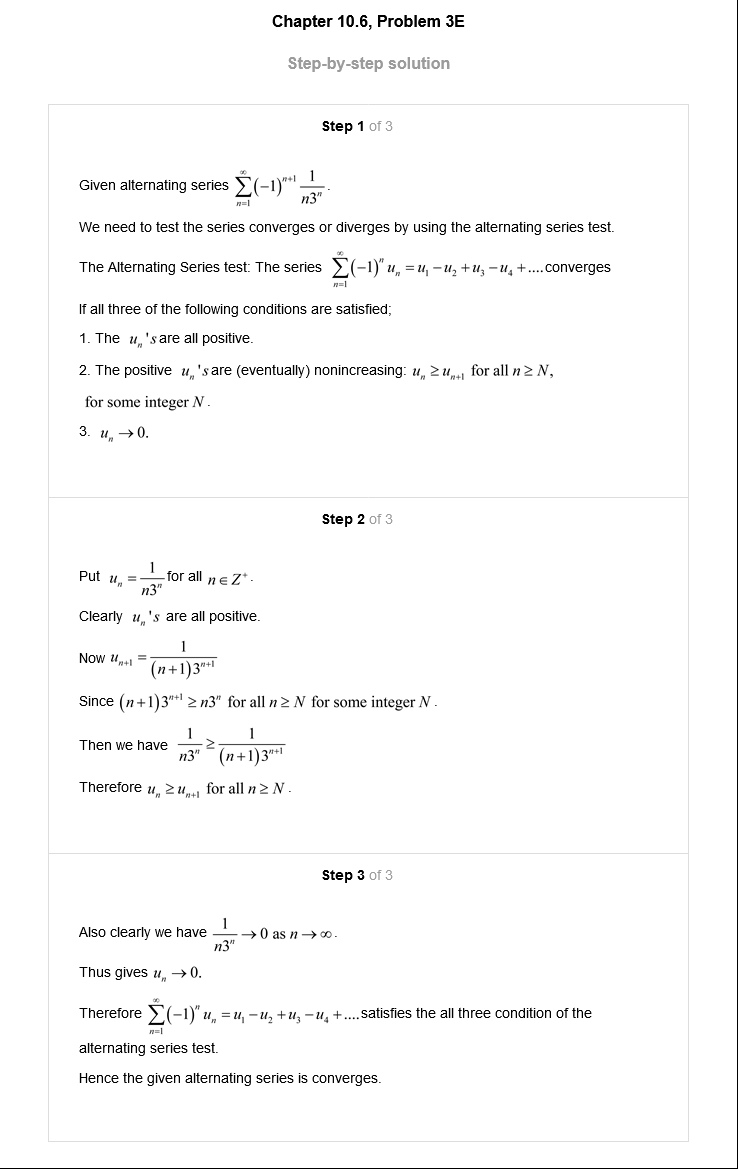 Chapter 10.6, Problem 3E
Step-by-step solution
Step 1 of 3
Given alternating series $\sum_{n=1}^{\infty}(-1)^{n+1}\frac{1}{n3^n}$.
We need to test the series converges or diverges by using the alternating series test.
The Alternating Series test: The series $\sum_{n=1}^{\infty}(-1)^n u_n = u_1 - u_2 + u_3 - u_4 + ....$converges
If all three of the following conditions are satisfied;
1. The $u_n$'s are all positive.
2. The positive $u_n$'s are (eventually) nonincreasing: $u_n \geq u_{n+1}$ for all $n \geq N$,
for some integer $N$.
3. $u_n \to 0$.
Step 2 of 3
Put $u_n = \frac{1}{n3^n}$ for all $n \in Z^+$.
Clearly $u_n$'s are all positive.
Now $u_{n+1} = \frac{1}{(n+1)3^{n+1}}$
Since $(n+1)3^{n+1} \geq n3^n$ for all $n \geq N$ for some integer $N$.
Then we have $\frac{1}{n3^n} \geq \frac{1}{(n+1)3^{n+1}}$
Therefore $u_n \geq u_{n+1}$ for all $n \geq N$.
Step 3 of 3
Also clearly we have $\frac{1}{n3^n} \to 0$ as $n \to \infty$.
Thus gives $u_n \to 0$.
Therefore $\sum_{n=1}^{\infty}(-1)^n u_n = u_1 - u_2 + u_3 - u_4 + ....$satisfies the all three condition of the
alternating series test.
Hence the given alternating series is converges.